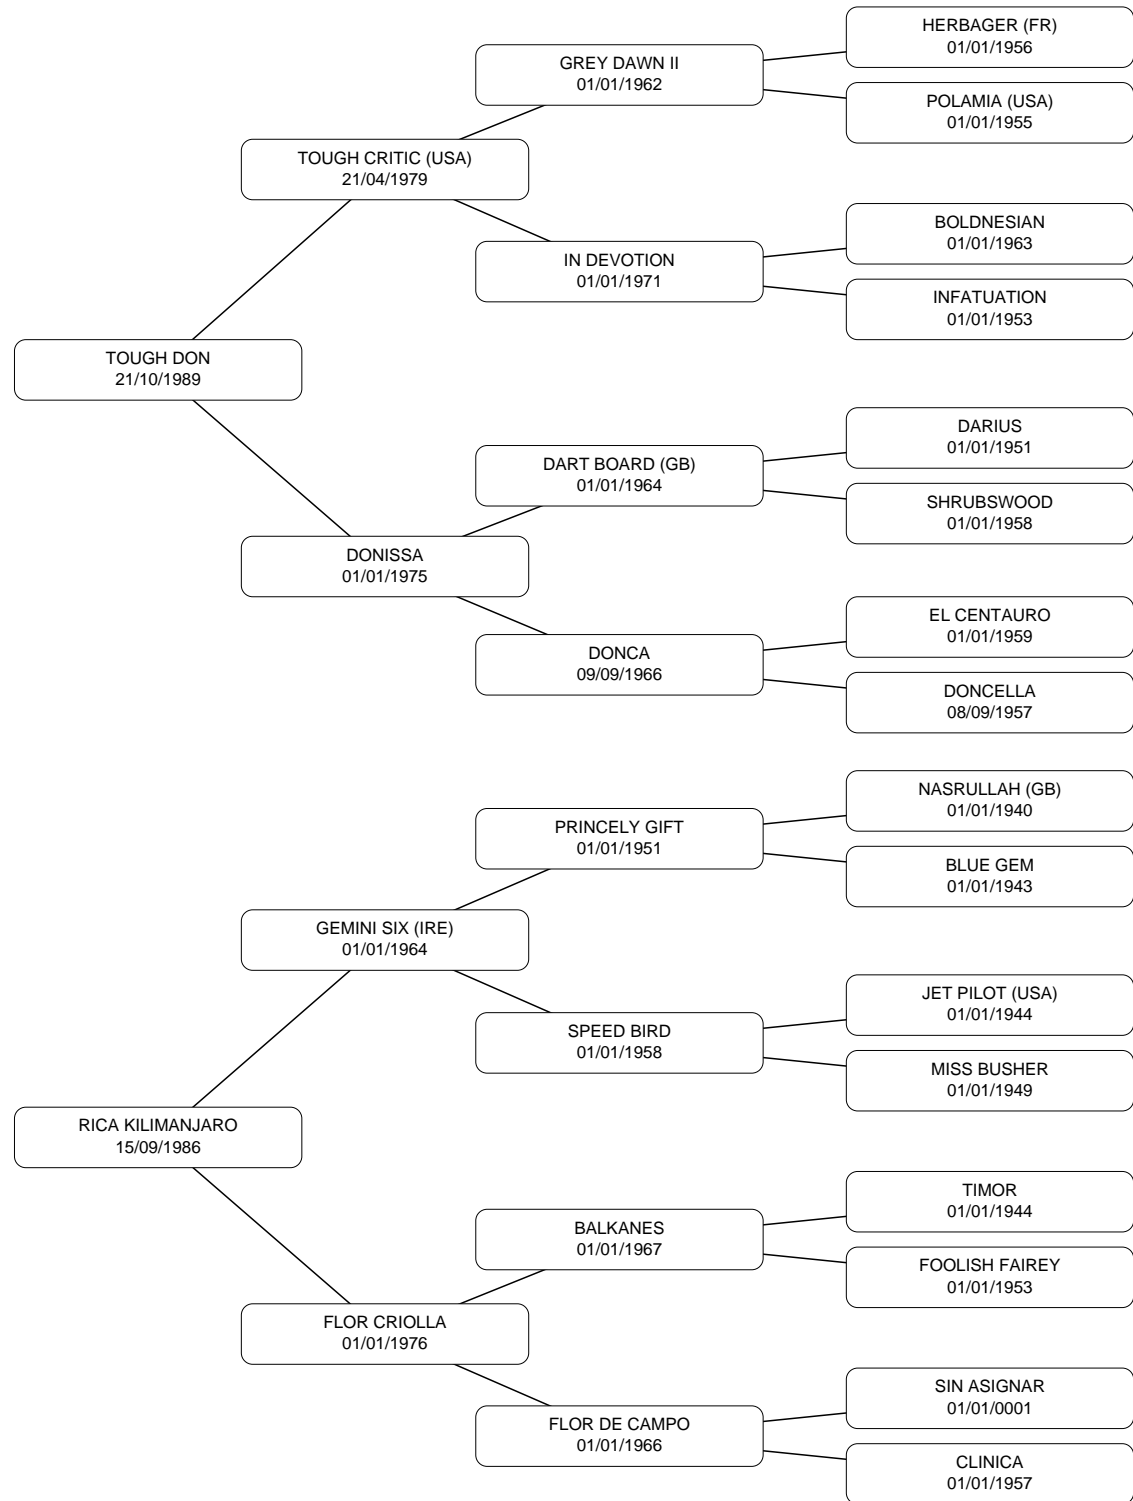 HERBAGER (FR)
01/01/1956
GREY DAWN II
01/01/1962
POLAMIA (USA)
01/01/1955
TOUGH CRITIC (USA)
21/04/1979
BOLDNESIAN
01/01/1963
IN DEVOTION
01/01/1971
INFATUATION
01/01/1953
TOUGH DON
21/10/1989
DARIUS
01/01/1951
DART BOARD (GB)
01/01/1964
SHRUBSWOOD
01/01/1958
DONISSA
01/01/1975
EL CENTAURO
01/01/1959
DONCA
09/09/1966
DONCELLA
08/09/1957
NASRULLAH (GB)
01/01/1940
PRINCELY GIFT
01/01/1951
BLUE GEM
01/01/1943
GEMINI SIX (IRE)
01/01/1964
JET PILOT (USA)
01/01/1944
SPEED BIRD
01/01/1958
MISS BUSHER
01/01/1949
RICA KILIMANJARO
15/09/1986
TIMOR
01/01/1944
BALKANES
01/01/1967
FOOLISH FAIREY
01/01/1953
FLOR CRIOLLA
01/01/1976
SIN ASIGNAR
01/01/0001
FLOR DE CAMPO
01/01/1966
CLINICA
01/01/1957